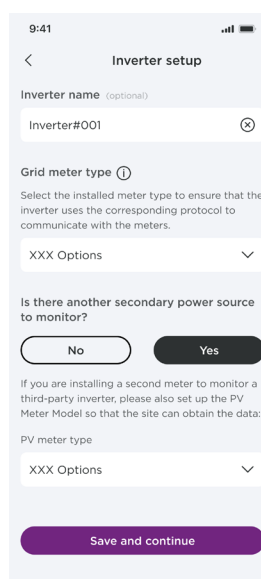 9:41
Inverter setup
Inverter name (optional)
Inverter#001
Grid meter type
Select the installed meter type to ensure that the
inverter uses the corresponding protocol to
communicate with the meters.
XXX Options
Is there another secondary power source
to monitor?
No Yes
If you are installing a second meter to monitor a
third-party inverter, please also set up the PV
Meter Model so that the site can obtain the data:
PV meter type
XXX Options
Save and continue